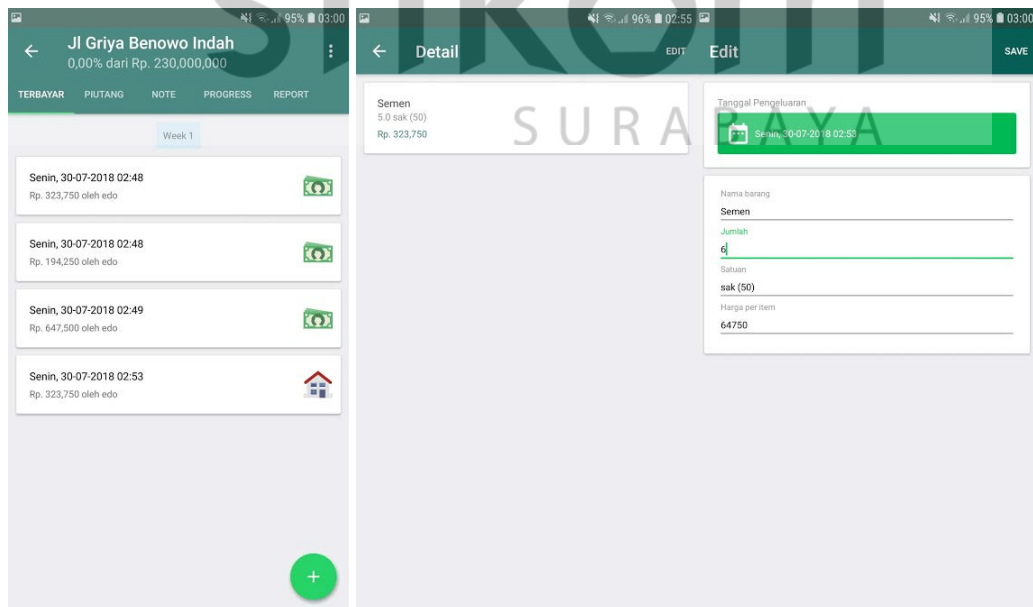 95% 03:00
Jl Griya Benowo Indah
0,00% dari Rp. 230,000,000
TERBAYAR PIUTANG NOTE PROGRESS REPORT
Week 1
Senin, 30-07-2018 02:48
Rp. 323,750 oleh edo
Senin, 30-07-2018 02:48
Rp. 194,250 oleh edo
Senin, 30-07-2018 02:49
Rp. 647,500 oleh edo
Senin, 30-07-2018 02:53
Rp. 323,750 oleh edo
+
96% 02:55
Detail EDIT
Semen
5.0 sak (50)
Rp. 323,750
95% 03:00
Edit SAVE
Tanggal Pengeluaran
Senin, 30-07-2018 02:53
Nama barang
Semen
Jumlah
6
Satuan
sak (50)
Harga per item
64750
SURABAYA